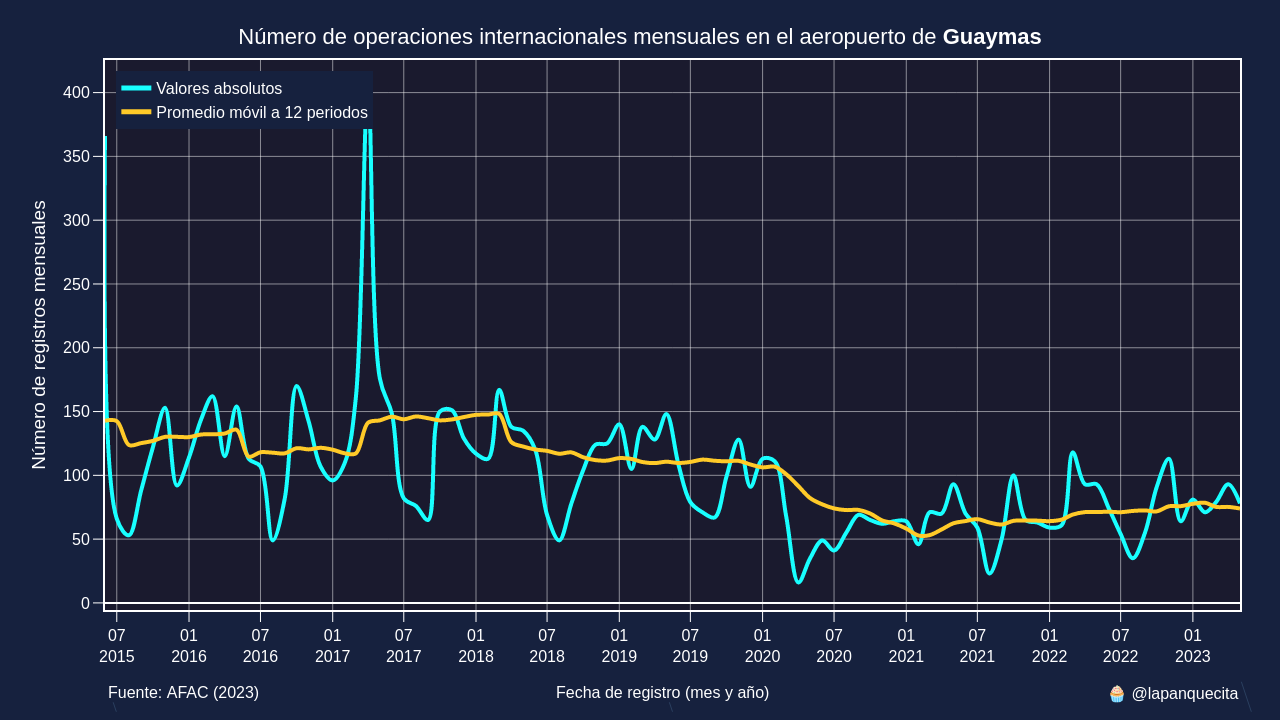 Número de operaciones internacionales mensuales en el aeropuerto de Guaymas
Valores absolutos
Promedio móvil a 12 periodos
Número de registros mensuales
400
350
300
250
200
150
100
50
0
07 01 07 01 07 01 07 01 07 01 07 01 07 01 07 01
2015 2016 2016 2017 2017 2018 2018 2019 2019 2020 2020 2021 2021 2022 2022 2023
Fuente: AFAC (2023)
Fecha de registro (mes y año)
🧁 @lapanquecita